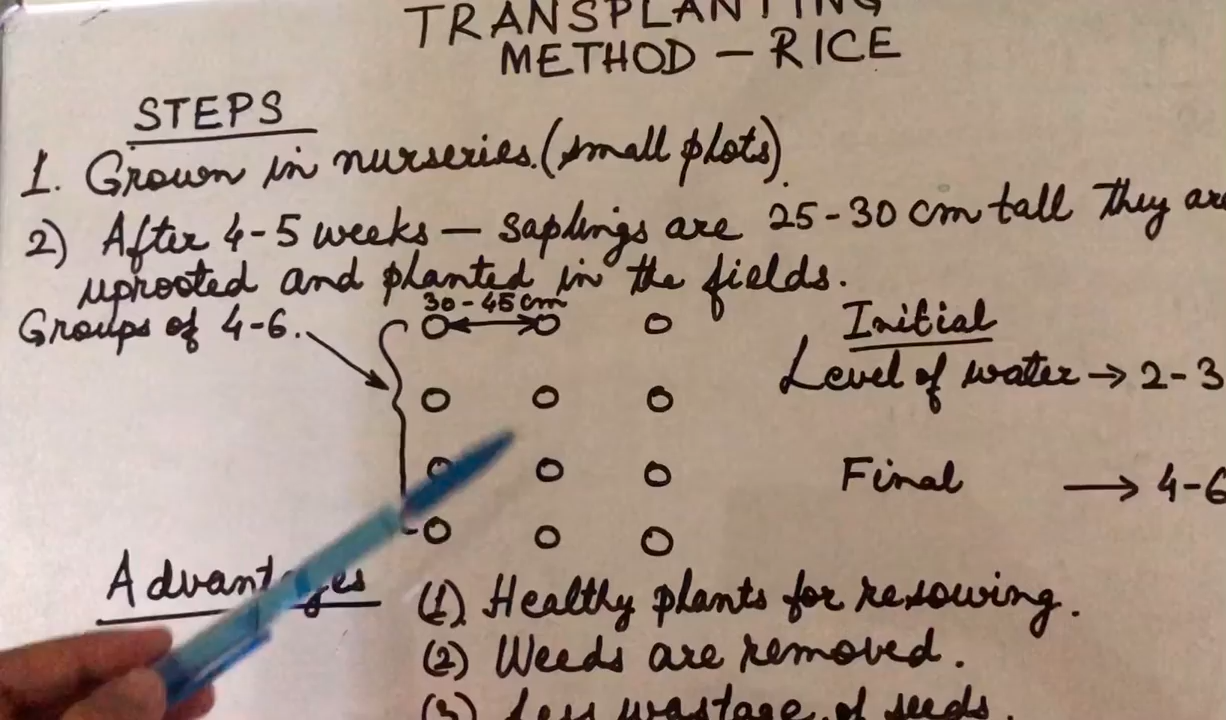 TRANSPLANTING
METHOD - RICE
STEPS
1. Grown in nurseries. (small plots).
2) After 4-5 weeks - saplings are 25-30 cm tall They are
uprooted and planted in the fields.
30-45 cm
Groups of 4-6.
Initial
Level of water → 2-3
Final → 4-6
Advantages
(1) Healthy plants for resowing.
(2) Weeds are removed.
(3) Less wastage of seeds.